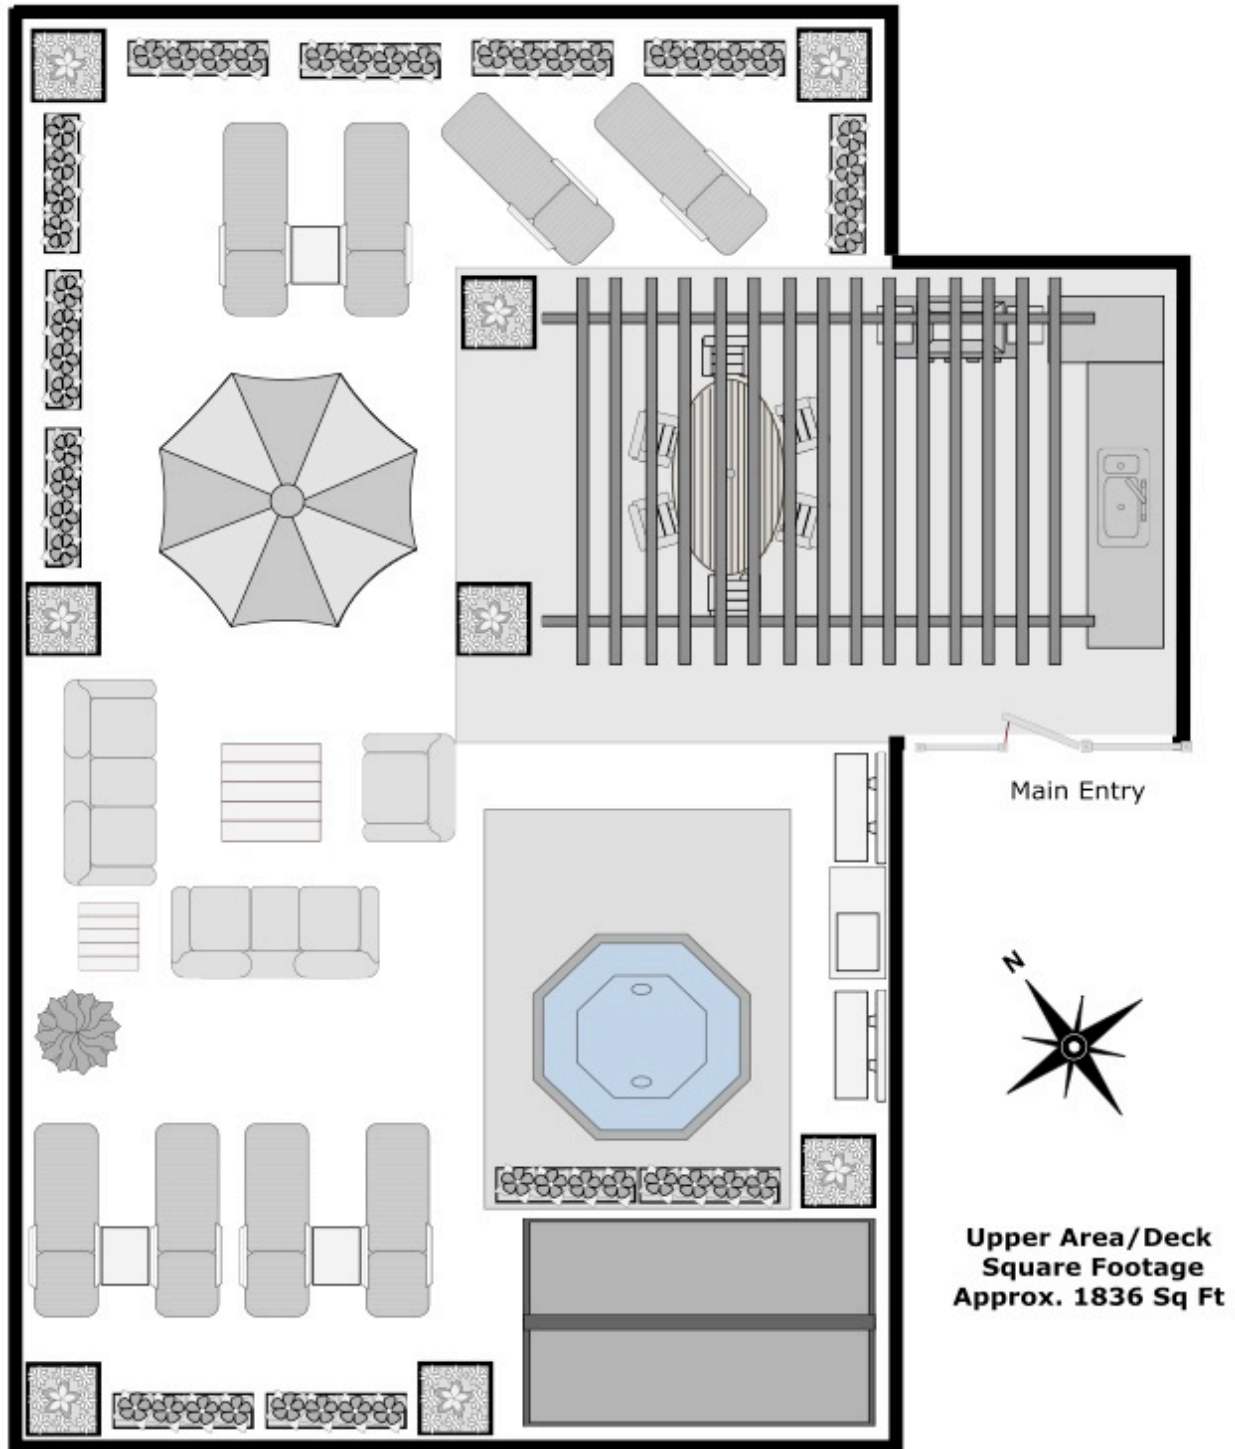 Main Entry
N
Upper Area/Deck
Square Footage
Approx. 1836 Sq Ft